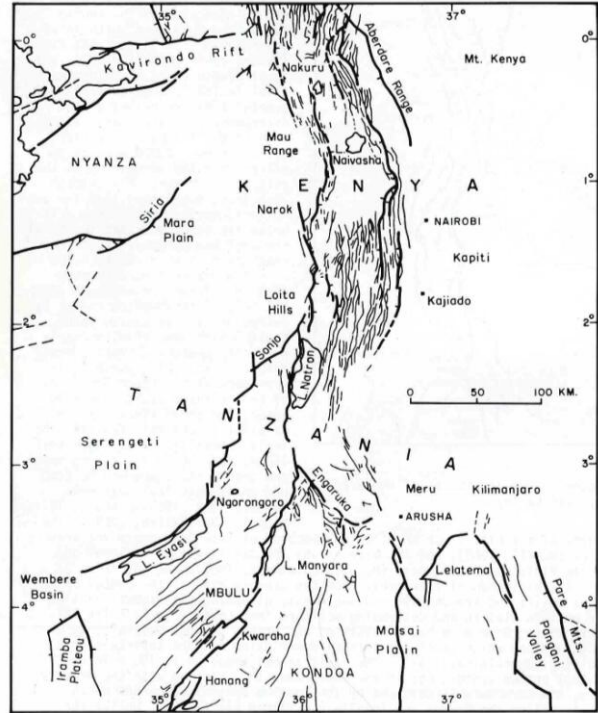 35°
37°
0°
0°
Kavirondo Rift
Nakuru
Aberdare Range
Mt. Kenya
Mau
Range
L.
Naivasha
NYANZA
K E N Y A
1°
Siria
Mara
Plain
Narok
NAIROBI
Kapiti
Loita
Hills
Kajiado
2°
2°
Sonjo
L. Natron
0 50 100 KM.
T A N Z A N I A
Serengeti
Plain
3°
3°
Engaruka
Meru
Kilimanjaro
Ngorongoro
ARUSHA
L. Eyasi
L. Manyara
Lelatema
Wembere
Basin
MBULU
4°
4°
Iramba
Plateau
Kwaraha
Masai
Plain
Pangani
Valley
Pare
Mts.
Hanang
KONDOA
35°
36°
37°